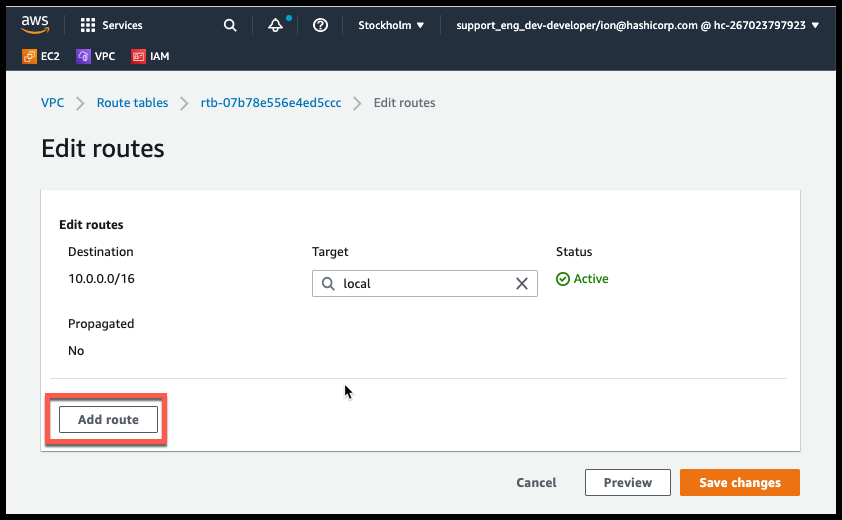 aws
Services
Stockholm
support_eng_dev-developer/ion@hashicorp.com @ hc-267023797923
EC2 VPC IAM
VPC Route tables rtb-07b78e556e4ed5ccc Edit routes
Edit routes
Edit routes
Destination Target Status
10.0.0.0/16 local Active
Propagated
No
Add route
Cancel Preview Save changes